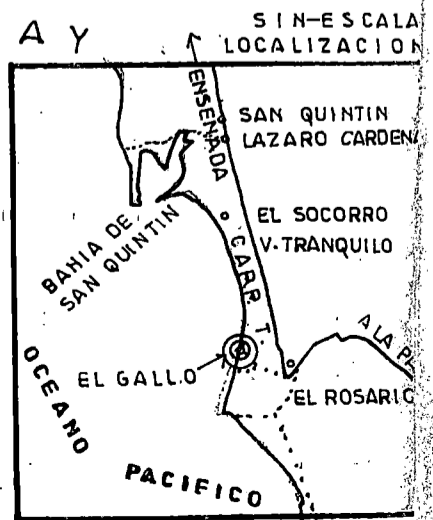 A Y
SIN-ESCALA
LOCALIZACION
ENSENADA
SAN QUINTIN
LAZARO CARDEN
BAHIA DE
SAN QUINTIN
EL SOCORRO
V. TRANQUILO
CARR. T.
A LA P
EL GALLO
EL ROSARIO
OCEANO
PACIFICO